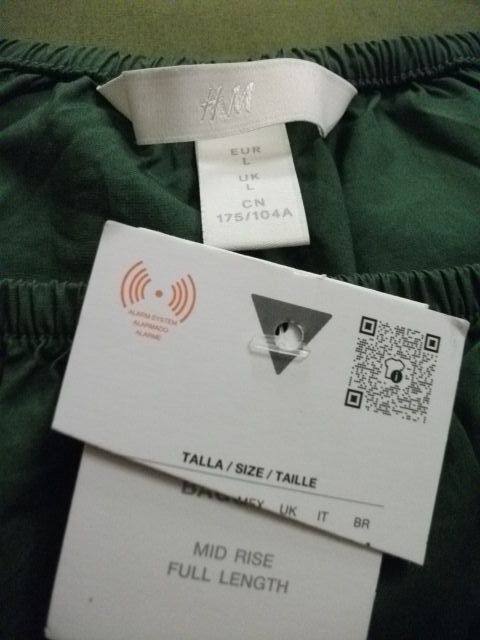 H&M
EUR
L
UK
L
CN
175/104A
ALARM SYSTEM
ALARMADO
ALARME
TALLA / SIZE / TAILLE
UK IT BR
MID RISE
FULL LENGTH